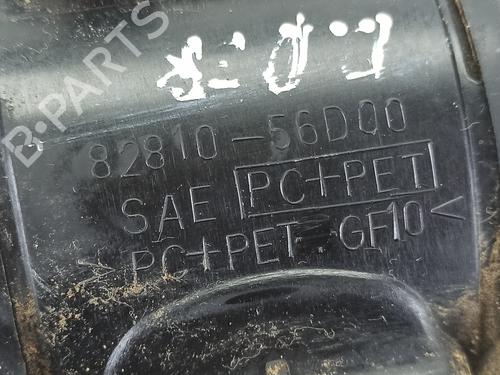 B-PARTS
82810-56D00
SAE PC+PET
>PC+PET-GF10<